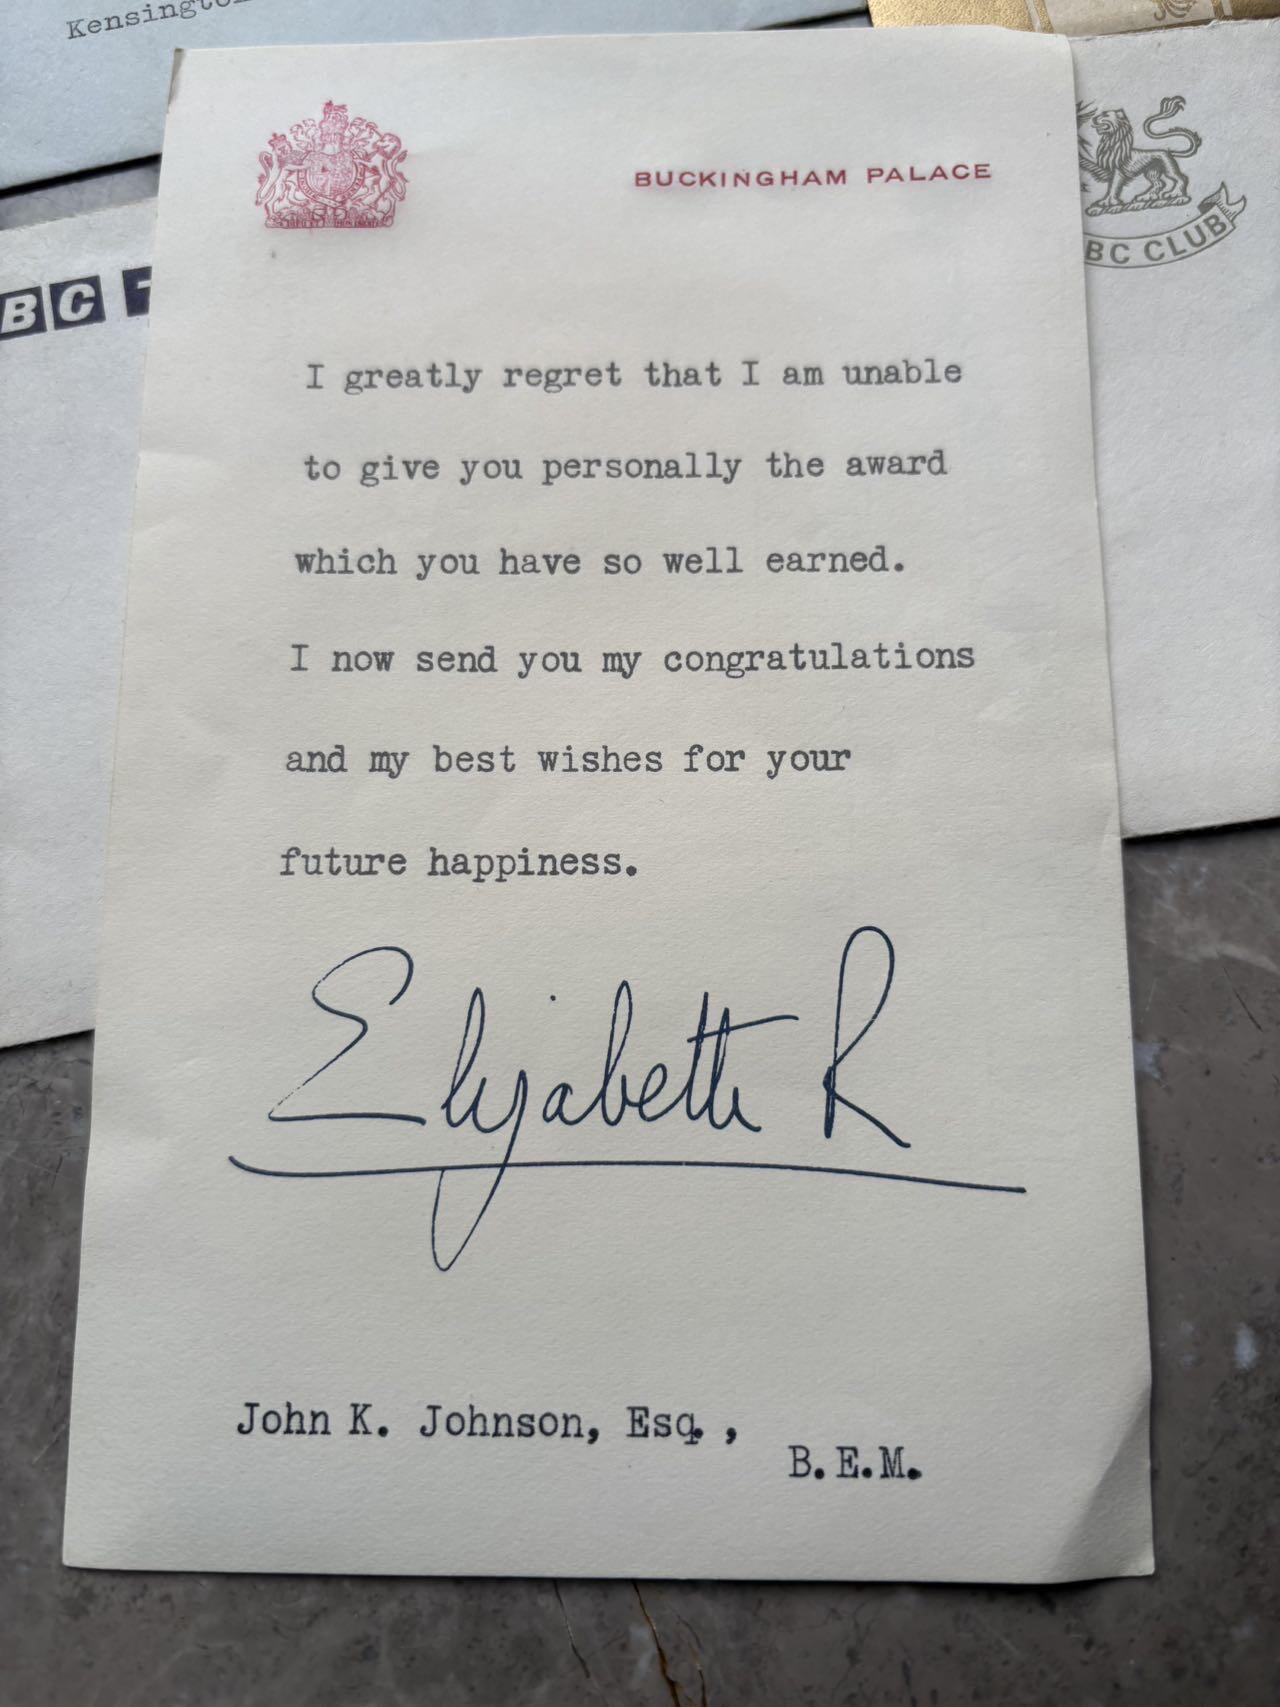 BUCKINGHAM PALACE
BC CLUB
BC
I greatly regret that I am unable
to give you personally the award
which you have so well earned.
I now send you my congratulations
and my best wishes for your
future happiness.
Elizabeth R
John K. Johnson, Esq.,
B.E.M.